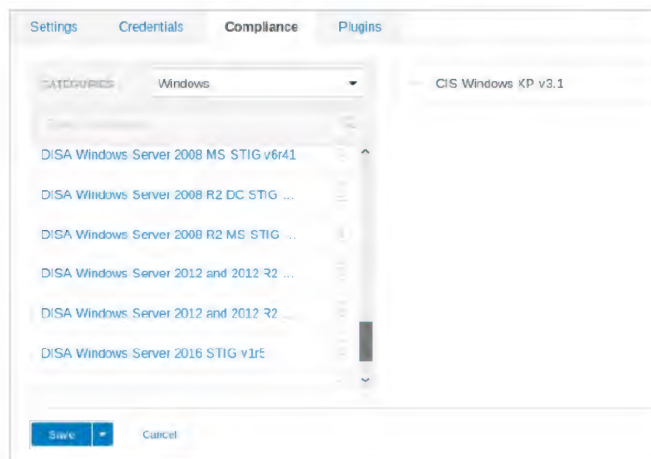 Settings Credentials Compliance Plugins
CATEGORIES Windows
CIS Windows XP v3.1
DISA Windows Server 2008 MS STIG v6r41
DISA Windows Server 2008 R2 DC STIG ...
DISA Windows Server 2008 R2 MS STIG ...
DISA Windows Server 2012 and 2012 R2 ...
DISA Windows Server 2012 and 2012 R2 ...
DISA Windows Server 2016 STIG v1r5
Save Cancel